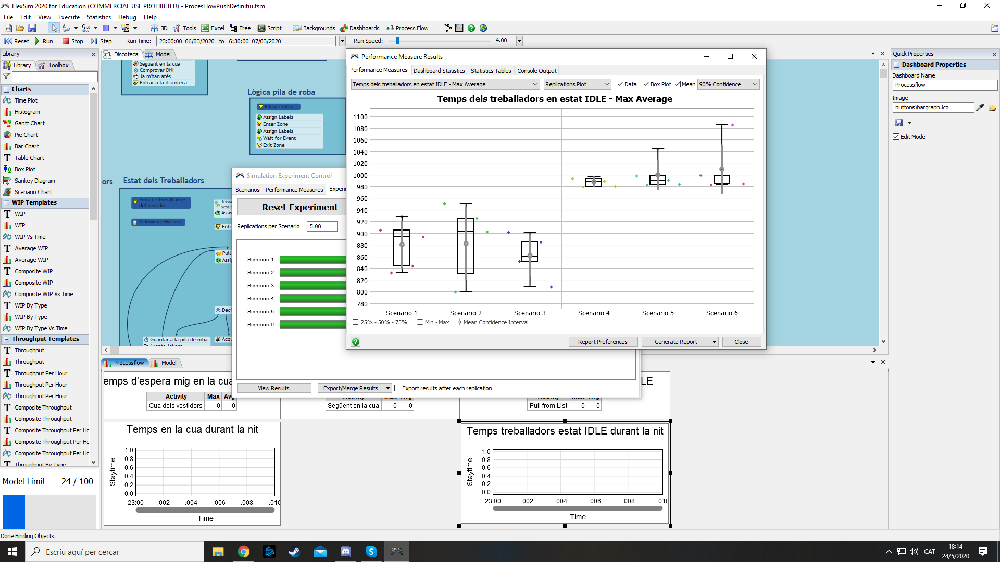 FlexSim 2020 for Education (COMMERCIAL USE PROHIBITED) - ProcesFlowPushDefinitiu.fsm
File Edit View Execute Statistics Debug Help
3D Tools Excel Tree Script Backgrounds Dashboards Process Flow
Reset Run Stop Step Run Time: 23:00:00 06/03/2020 to 6:30:00 07/03/2020 Run Speed: 4.00
Library
Library Toolbox
Charts
Time Plot
Histogram
Gantt Chart
Pie Chart
Bar Chart
Table Chart
Box Plot
Sankey Diagram
Scenario Chart
WIP Templates
WIP
WIP
WIP Vs Time
Average WIP
Average WIP
Composite WIP
Composite WIP
Composite WIP Vs Time
WIP By Type
WIP By Type
WIP By Type Vs Time
Throughput Templates
Throughput
Throughput
Throughput Per Hour
Throughput Per Hour
Throughput Per Hour
Composite Throughput
Composite Throughput
Composite Throughput Per Ho
Composite Throughput Per Ho
Composite Throughput Per Ho
Throughput By Type
Model Limit 24 / 100
Done Binding Objects.
Discoteca Model
Següent en la cua
Comprovar DNI
Ja m'han atès
Entrar a la discoteca
Lògica pila de roba
Pila de roba
Assign Labels
Enter Zone
Assign Labels
Wait for Event
Exit Zone
ors
Estat dels Treballadors
Zona de treballadors
del vestidor
Peticions a treballador
Treba
vestic
Assig
Ente
Pull
Assig
Deci
Guardar a la pila de roba
Create Tokens
Acqu
Simulation Experiment Control
Scenarios Performance Measures Experim
Reset Experiment
Replications per Scenario 5.00
Scenario 1
Scenario 2
Scenario 3
Scenario 4
Scenario 5
Scenario 6
View Results Export/Merge Results Export results after each replication
Performance Measure Results
Performance Measures Dashboard Statistics Statistics Tables Console Output
Temps dels treballadors en estat IDLE - Max Average Replications Plot Data Box Plot Mean 90% Confidence
Temps dels treballadors en estat IDLE - Max Average
1100
1080
1060
1040
1020
1000
980
960
940
920
900
880
860
840
820
800
780
Scenario 1 Scenario 2 Scenario 3 Scenario 4 Scenario 5 Scenario 6
25% - 50% - 75% Min - Max Mean Confidence Interval
Report Preferences Generate Report Close
Quick Properties
Dashboard Properties
Dashboard Name
Processflow
Image
buttons\bargraph.ico
Edit Mode
Processflow Model
emps d'espera mig en la cua
Activity Max Avg
Cua dels vestidors 0 0
Activity Max Avg
Següent en la cua 0 0
LE
Activity Max Avg
Pull from List 0 0
Temps en la cua durant la nit
Staytime
1.0
0.8
0.6
0.4
0.2
0.0
23:00 .002 .004 .006 .008 .010
Time
Temps treballadors estat IDLE durant la nit
Staytime
1.0
0.8
0.6
0.4
0.2
0.0
23:00 .002 .004 .006 .008 .010
Time
Escriu aquí per cercar
CAT
18:14
24/5/2020